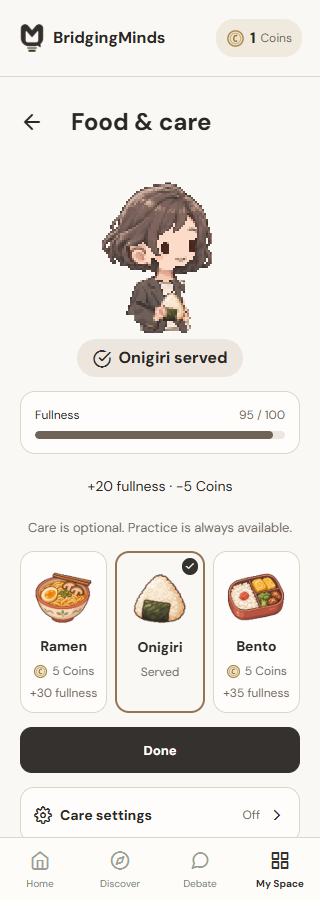 BridgingMinds
1 Coins
Food & care
Onigiri served
Fullness 95 / 100
+20 fullness · -5 Coins
Care is optional. Practice is always available.
Ramen
5 Coins
+30 fullness
Onigiri
Served
Bento
5 Coins
+35 fullness
Done
Care settings Off
Home Discover Debate My Space